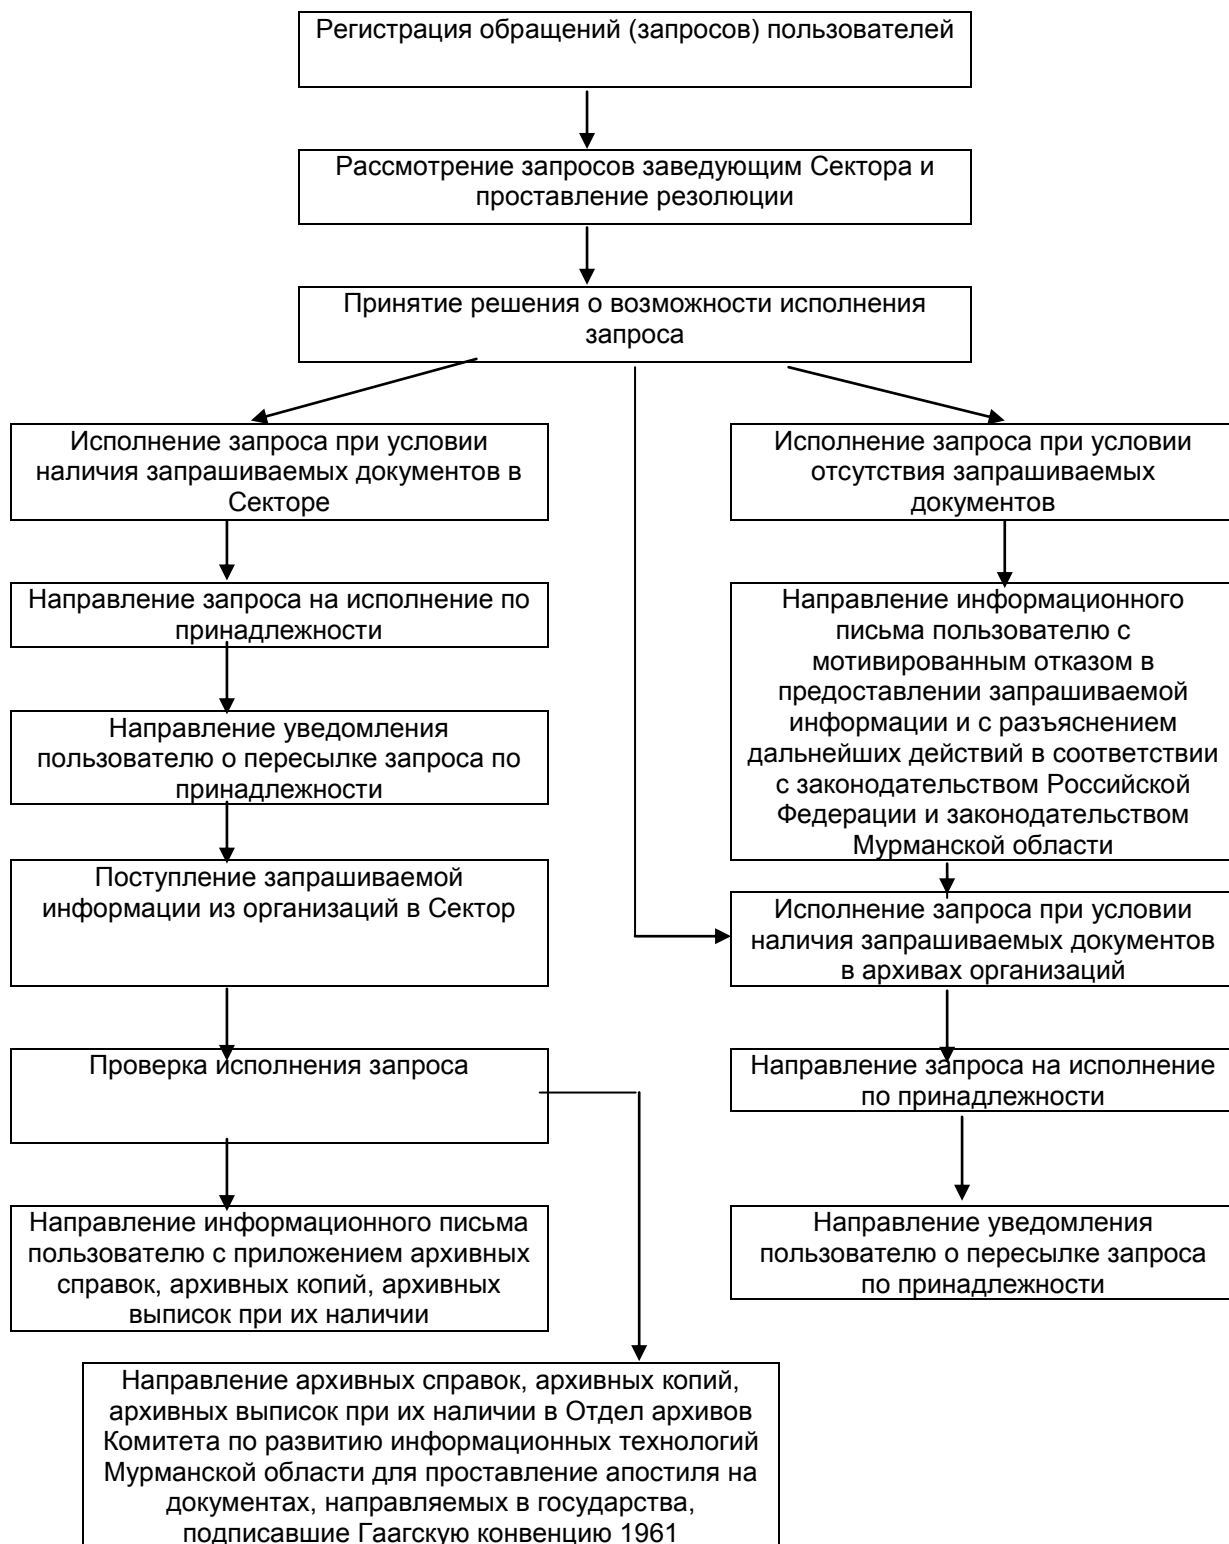 Регистрация обращений (запросов) пользователей
Рассмотрение запросов заведующим Сектора и
проставление резолюции
Принятие решения о возможности исполнения
запроса
Исполнение запроса при условии
наличия запрашиваемых документов в
Секторе
Направление запроса на исполнение по
принадлежности
Направление уведомления
пользователю о пересылке запроса по
принадлежности
Поступление запрашиваемой
информации из организаций в Сектор
Проверка исполнения запроса
Направление информационного письма
пользователю с приложением архивных
справок, архивных копий, архивных
выписок при их наличии
Исполнение запроса при условии
отсутствия запрашиваемых
документов
Направление информационного
письма пользователю с
мотивированным отказом в
предоставлении запрашиваемой
информации и с разъяснением
дальнейших действий в соответствии
с законодательством Российской
Федерации и законодательством
Мурманской области
Исполнение запроса при условии
наличия запрашиваемых документов
в архивах организаций
Направление запроса на исполнение
по принадлежности
Направление уведомления
пользователю о пересылке запроса
по принадлежности
Направление архивных справок, архивных копий,
архивных выписок при их наличии в Отдел архивов
Комитета по развитию информационных технологий
Мурманской области для проставление апостиля на
документах, направляемых в государства,
подписавшие Гаагскую конвенцию 1961